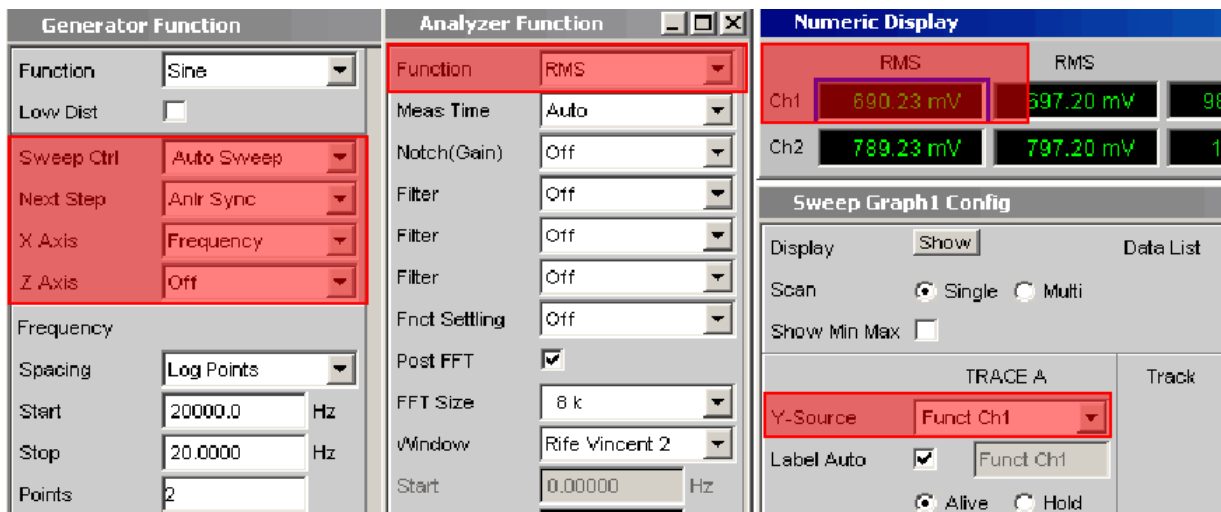 Generator Function
Function Sine
Low Dist
Sweep Ctrl Auto Sweep
Next Step Anlr Sync
X Axis Frequency
Z Axis Off
Frequency
Spacing Log Points
Start 20000.0 Hz
Stop 20.0000 Hz
Points 2
Analyzer Function
Function RMS
Meas Time Auto
Notch(Gain) Off
Filter Off
Filter Off
Filter Off
Fnct Settling Off
Post FFT
FFT Size 8 k
Window Rife Vincent 2
Start 0.00000 Hz
Numeric Display
RMS RMS
Ch1 690.23 mV 697.20 mV 98
Ch2 789.23 mV 797.20 mV 1
Sweep Graph1 Config
Display Show Data List
Scan Single Multi
Show Min Max
TRACE A Track
Y-Source Funct Ch1
Label Auto Funct Ch1
Alive Hold